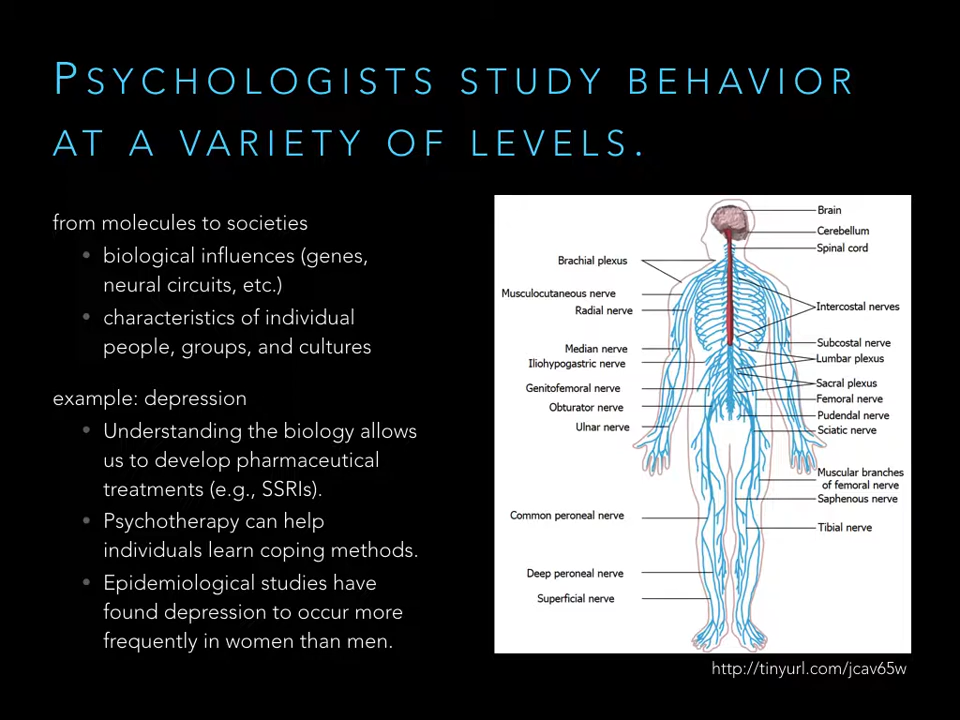 PSYCHOLOGISTS STUDY BEHAVIOR
AT A VARIETY OF LEVELS.
from molecules to societies
• biological influences (genes,
neural circuits, etc.)
• characteristics of individual
people, groups, and cultures
example: depression
• Understanding the biology allows
us to develop pharmaceutical
treatments (e.g., SSRIs).
• Psychotherapy can help
individuals learn coping methods.
• Epidemiological studies have
found depression to occur more
frequently in women than men.
Brain
Cerebellum
Spinal cord
Brachial plexus
Musculocutaneous nerve
Radial nerve
Intercostal nerves
Median nerve
Iliohypogastric nerve
Subcostal nerve
Lumbar plexus
Genitofemoral nerve
Obturator nerve
Ulnar nerve
Sacral plexus
Femoral nerve
Pudendal nerve
Sciatic nerve
Muscular branches
of femoral nerve
Saphenous nerve
Common peroneal nerve
Tibial nerve
Deep peroneal nerve
Superficial nerve
http://tinyurl.com/jcav65w